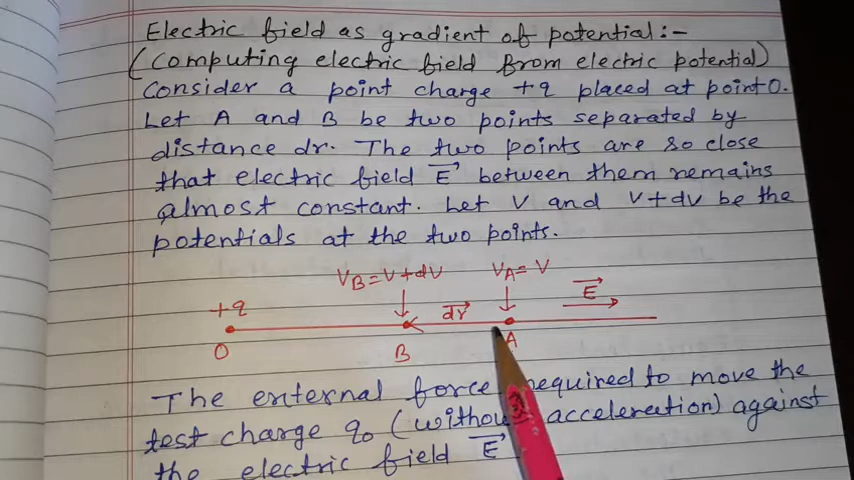 Electric field as gradient of potential:-
(Computing electric field from electric potential)
Consider a point charge +q placed at point O.
Let A and B be two points separated by
distance dr. The two points are so close
that electric field E⃗ between them remains
almost constant. Let V and V+dV be the
potentials at the two points.
V_B = V+dV V_A = V
+q dr⃗ E⃗
O B A
The external force required to move the
test charge q₀ (without acceleration) against
the electric field E⃗